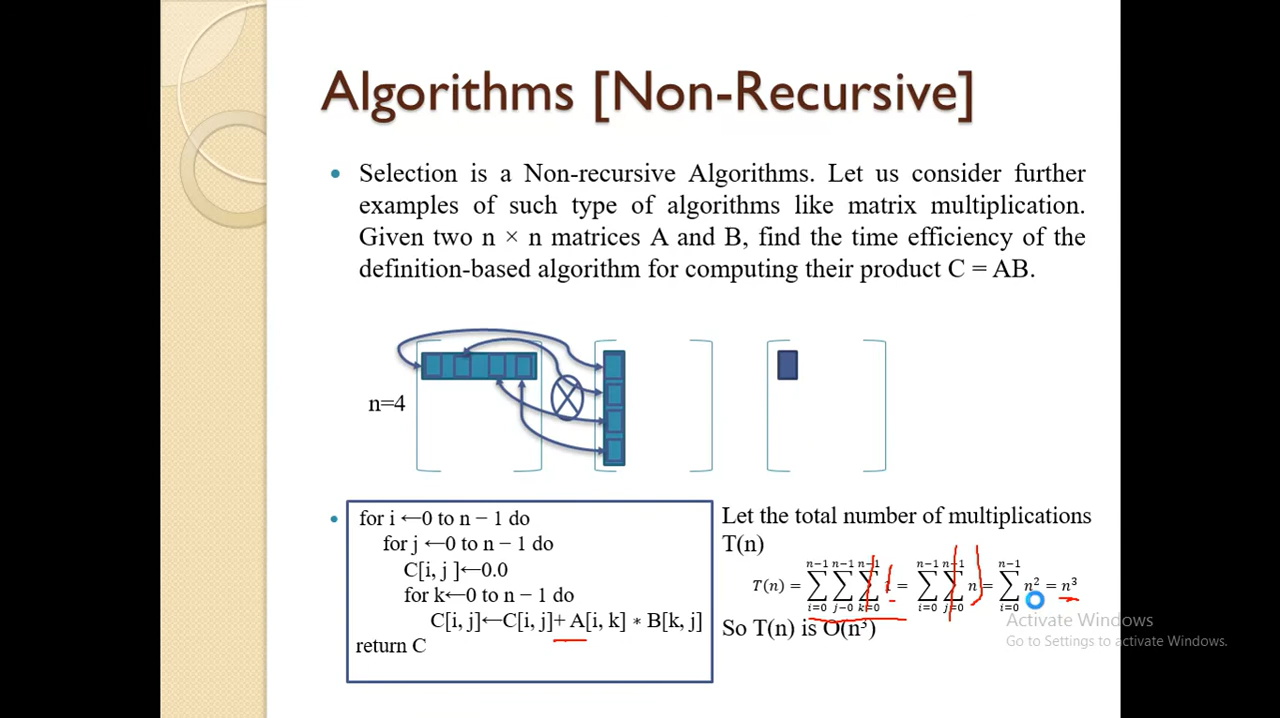 Algorithms [Non-Recursive]
• Selection is a Non-recursive Algorithms. Let us consider further
examples of such type of algorithms like matrix multiplication.
Given two n × n matrices A and B, find the time efficiency of the
definition-based algorithm for computing their product C = AB.
n=4
• for i ←0 to n − 1 do
for j ←0 to n − 1 do
C[i, j ]←0.0
for k←0 to n − 1 do
C[i, j]←C[i, j]+ A[i, k] ∗ B[k, j]
return C
Let the total number of multiplications
T(n)
n−1 n−1 n−1 n−1 n−1 n−1
T(n) = ∑ ∑ ∑ = ∑ ∑ n = ∑ n² = n³
i=0 j−0 k=0 i=0 j=0 i=0
So T(n) is O(n³)
Activate Windows
Go to Settings to activate Windows.